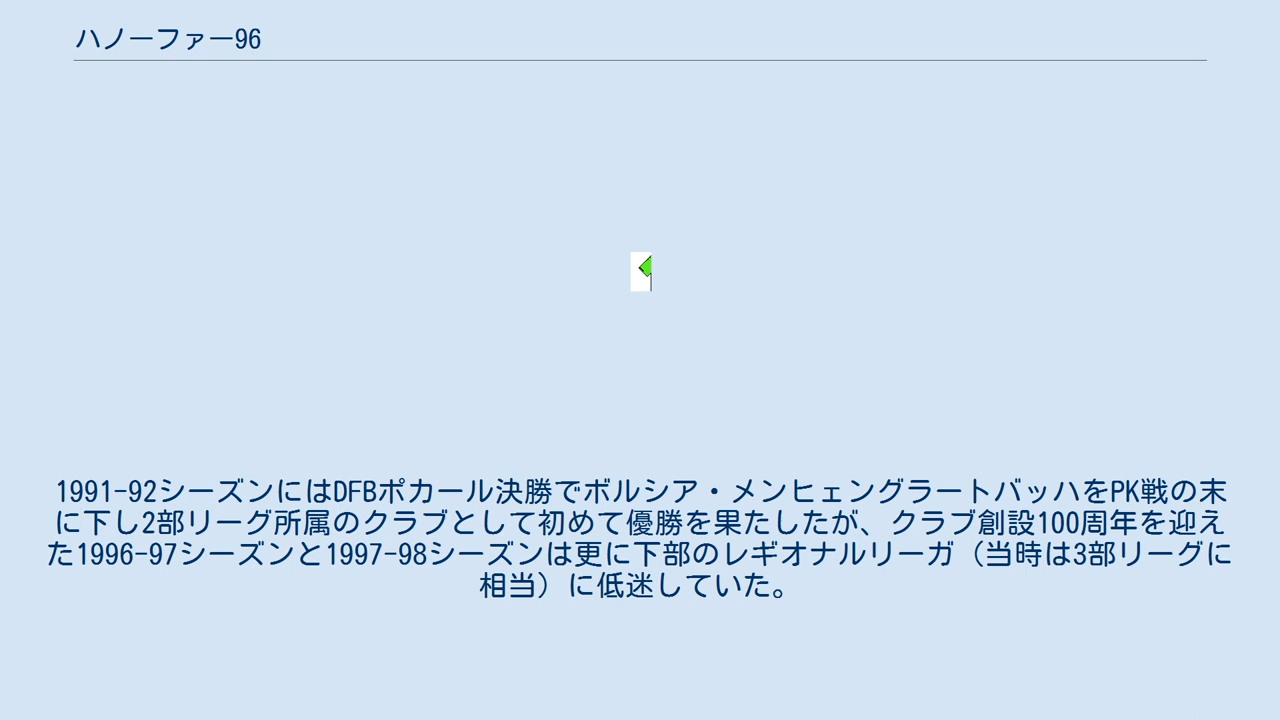 ハノーファー96
1991-92シーズンにはDFBポカール決勝でボルシア・メンヒェングラートバッハをPK戦の末
に下し2部リーグ所属のクラブとして初めて優勝を果たしたが、クラブ創設100周年を迎え
た1996-97シーズンと1997-98シーズンは更に下部のレギオナルリーガ（当時は3部リーグに
相当）に低迷していた。